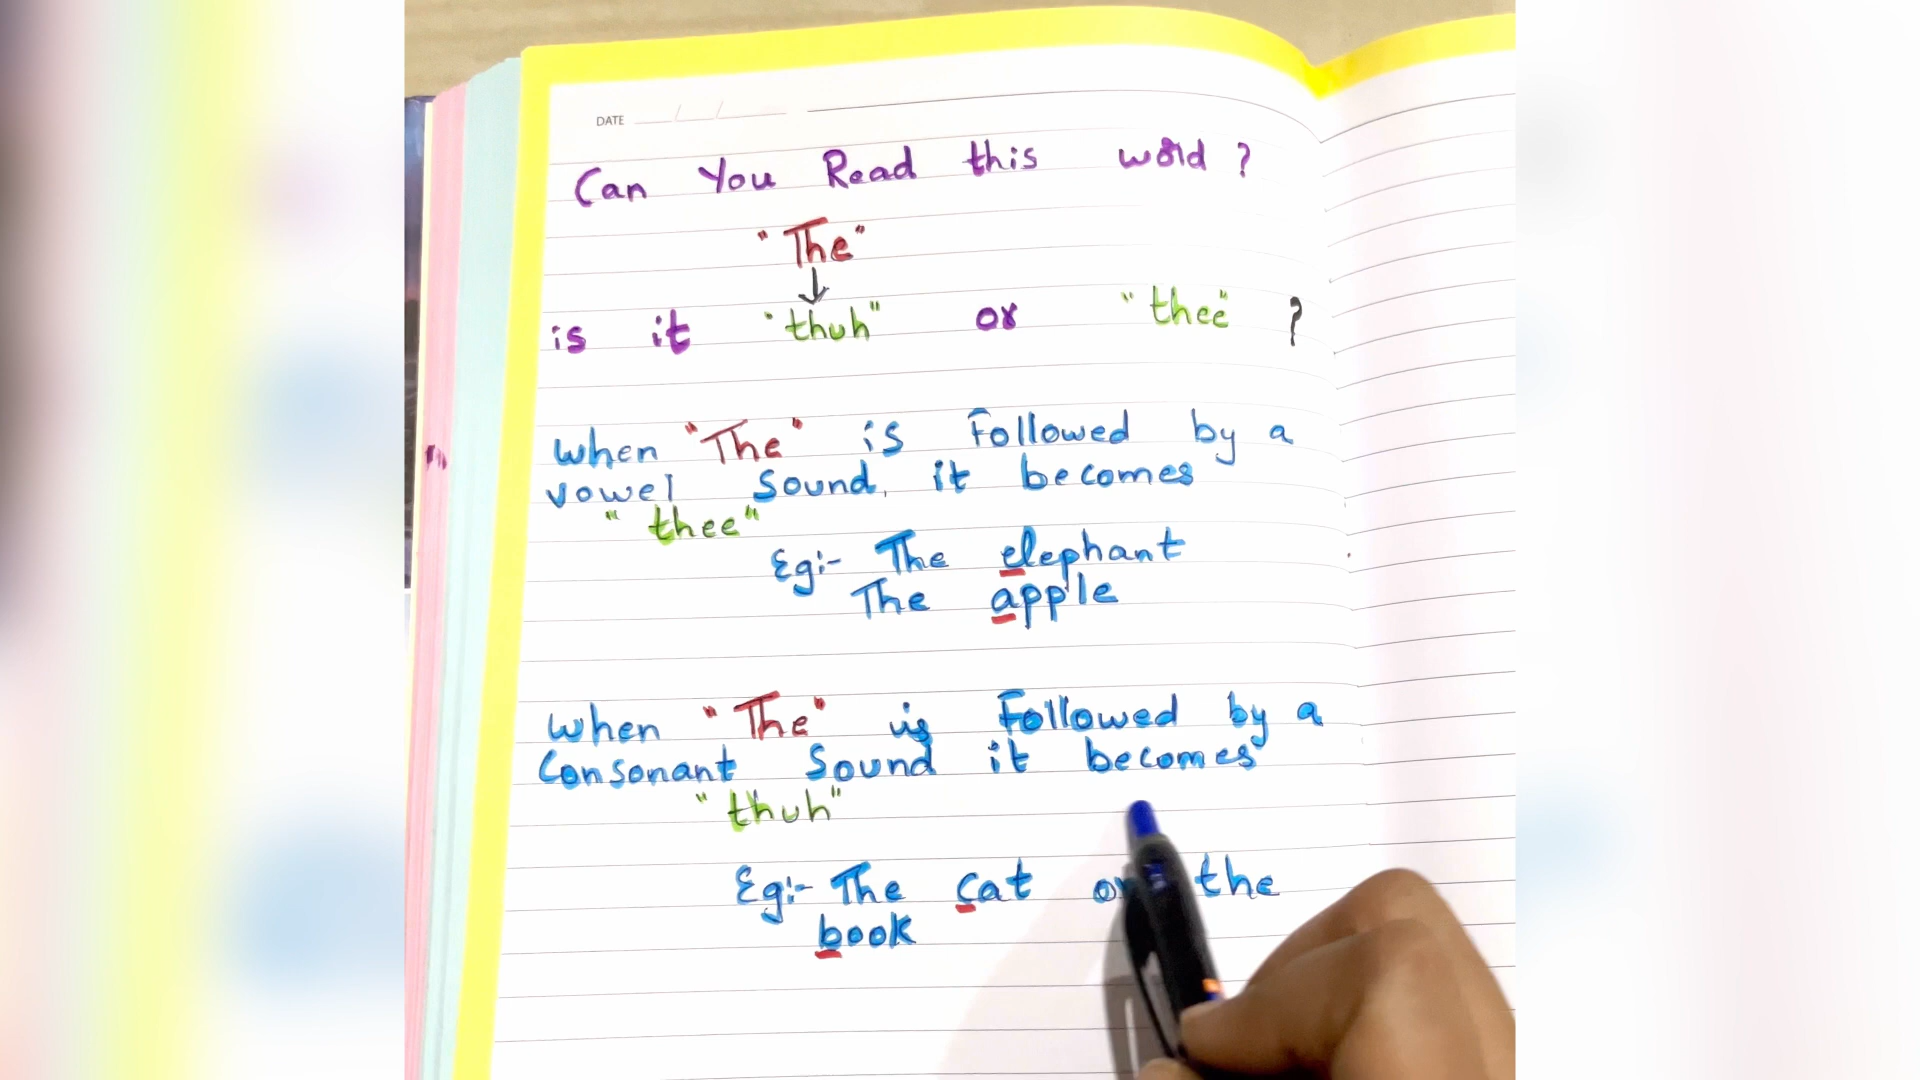 DATE
Can You Read this word ?
"The"
is it "thuh" or "thee" ?
When "The" is Followed by a
vowel Sound, it becomes
"thee"
Eg:- The elephant
The apple
When "The" is Followed by a
Consonant Sound it becomes
"thuh"
Eg:- The cat the
book